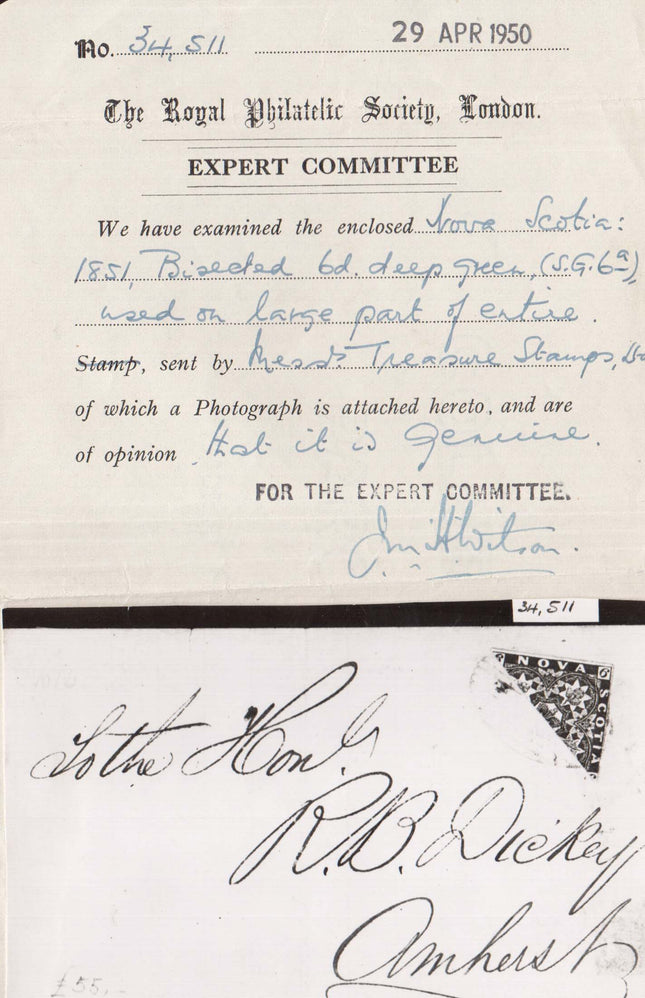 No. 34,511
29 APR 1950
The Royal Philatelic Society, London.
EXPERT COMMITTEE
We have examined the enclosed Nova Scotia:
1851, Bisected 6d. deep green, (S.G.6a),
used on large part of entire.
Stamp, sent by Messrs Treasure Stamps,
of which a Photograph is attached hereto, and are
of opinion that it is genuine.
FOR THE EXPERT COMMITTEE.
Jn. H Wilson.
34,511
NOVA
SCOTIA
To the Honl
R.B. Dickey
Amherst
£55,-